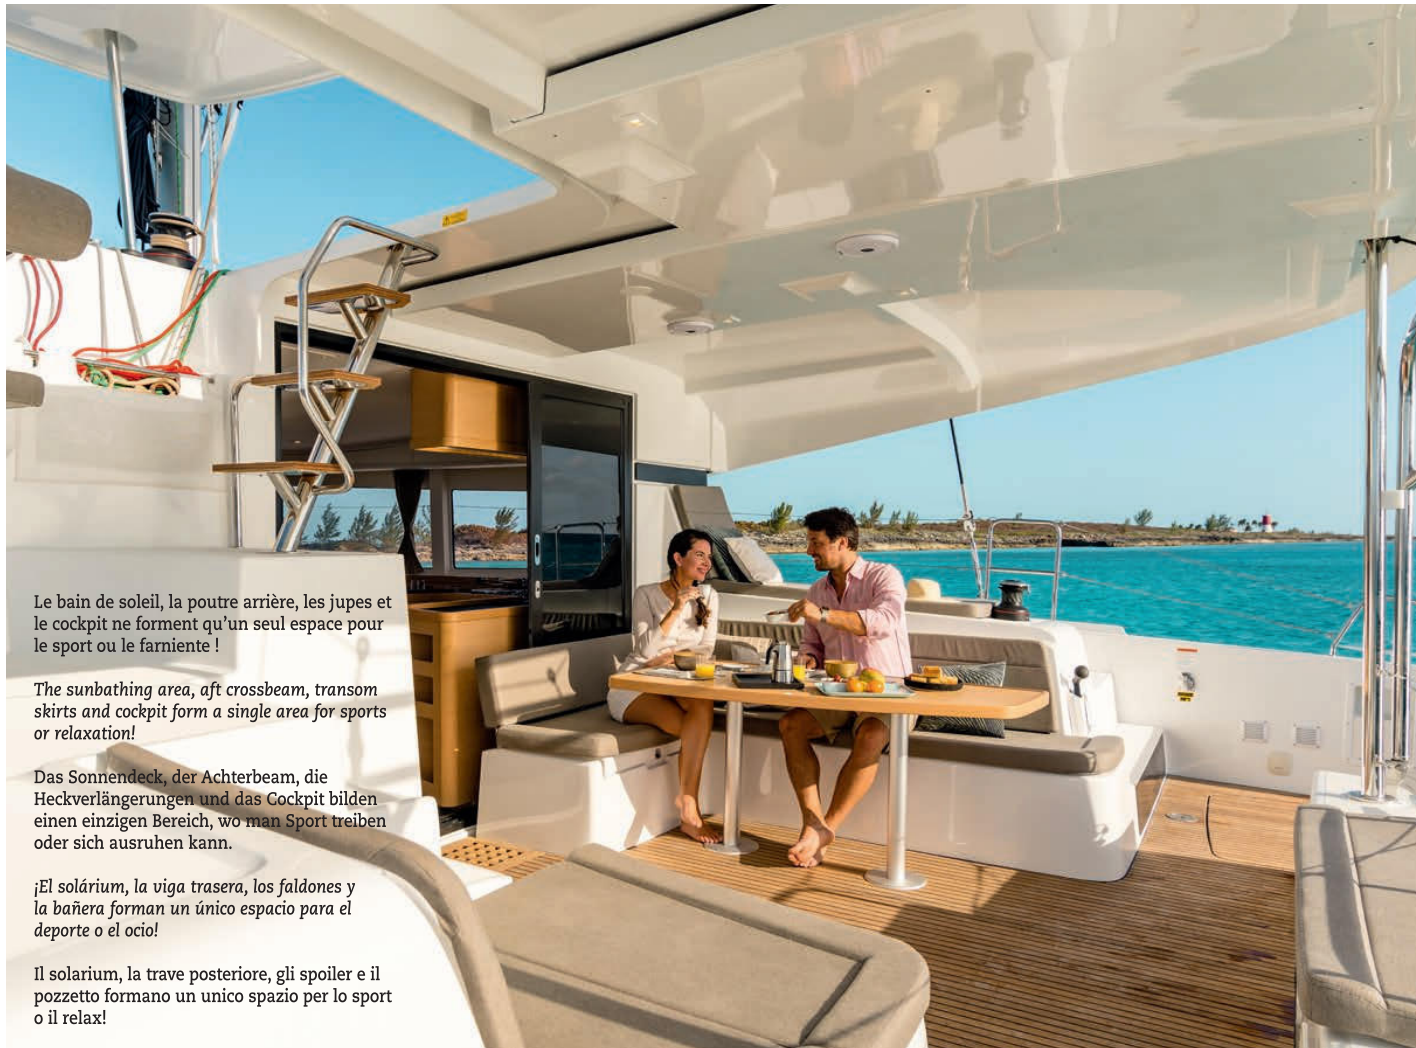 Le bain de soleil, la poutre arrière, les jupes et
le cockpit ne forment qu'un seul espace pour
le sport ou le farniente !
The sunbathing area, aft crossbeam, transom
skirts and cockpit form a single area for sports
or relaxation!
Das Sonnendeck, der Achterbeam, die
Heckverlängerungen und das Cockpit bilden
einen einzigen Bereich, wo man Sport treiben
oder sich ausruhen kann.
¡El solárium, la viga trasera, los faldones y
la bañera forman un único espacio para el
deporte o el ocio!
Il solarium, la trave posteriore, gli spoiler e il
pozzetto formano un unico spazio per lo sport
o il relax!